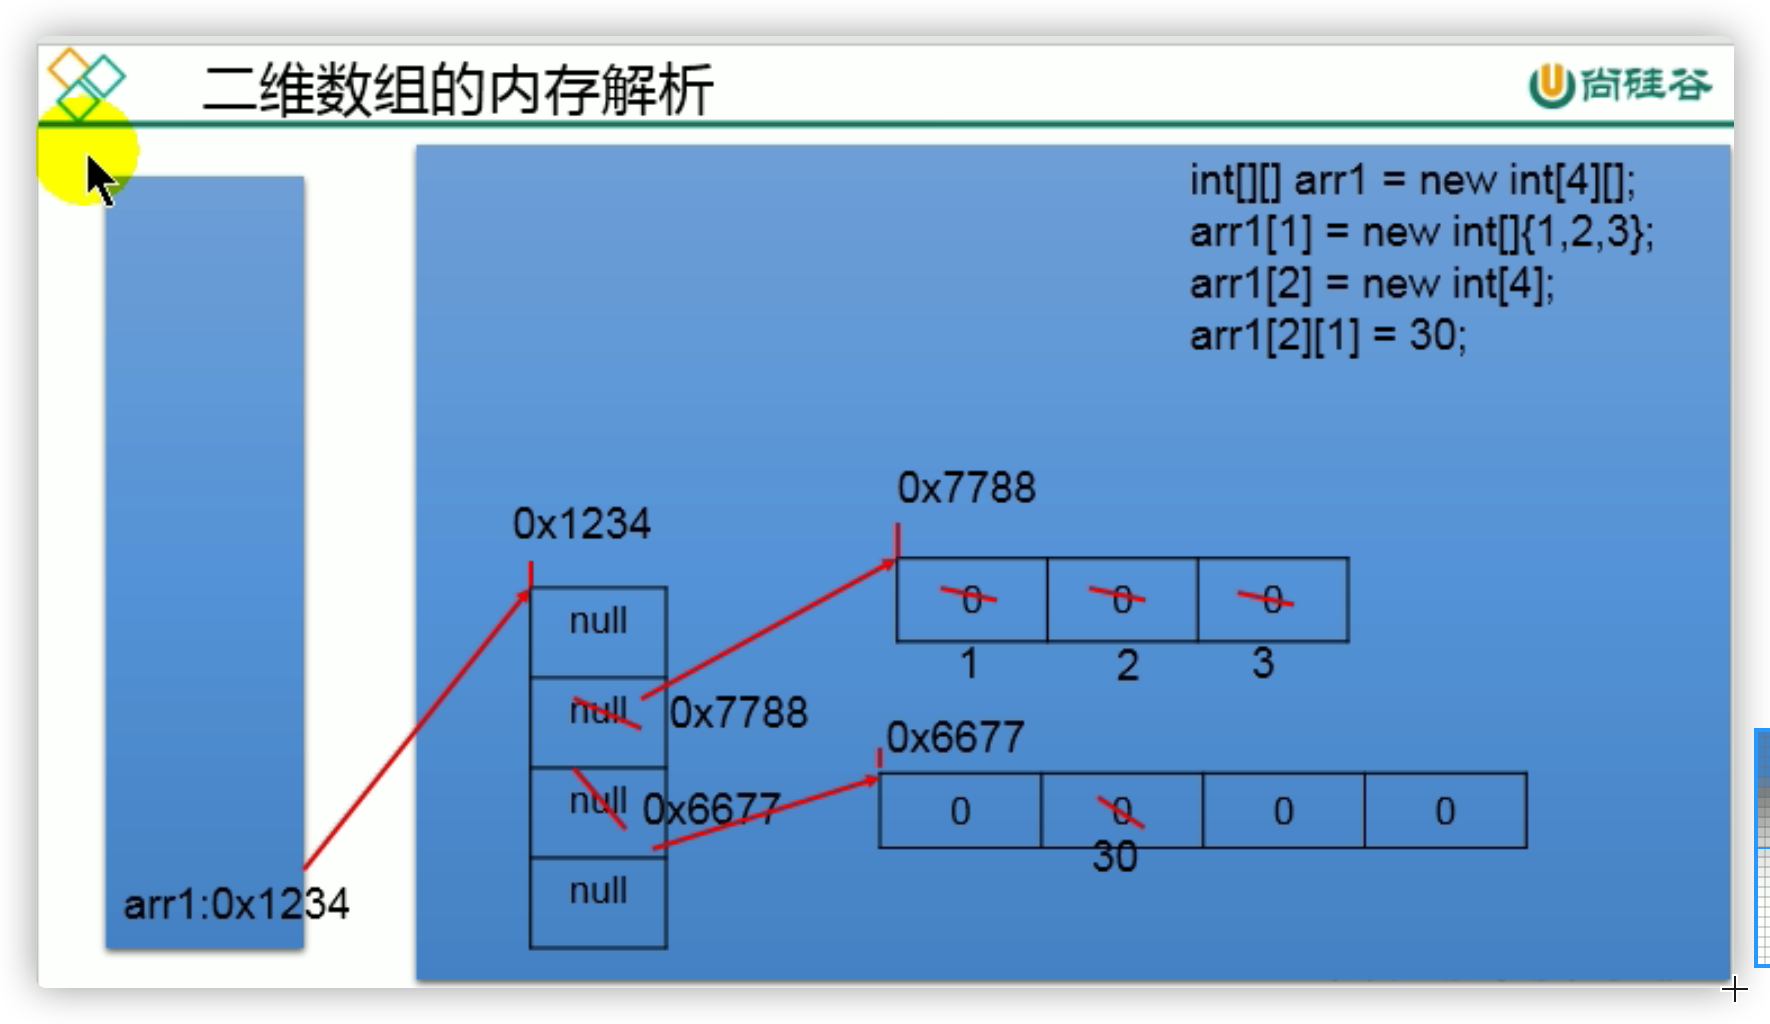 二维数组的内存解析
尚硅谷
int[][] arr1 = new int[4][];
arr1[1] = new int[]{1,2,3};
arr1[2] = new int[4];
arr1[2][1] = 30;
0x7788
0x1234
0 0 0
null
1 2 3
null 0x7788
0x6677
null 0x6677
0 0 0 0
30
null
arr1:0x1234